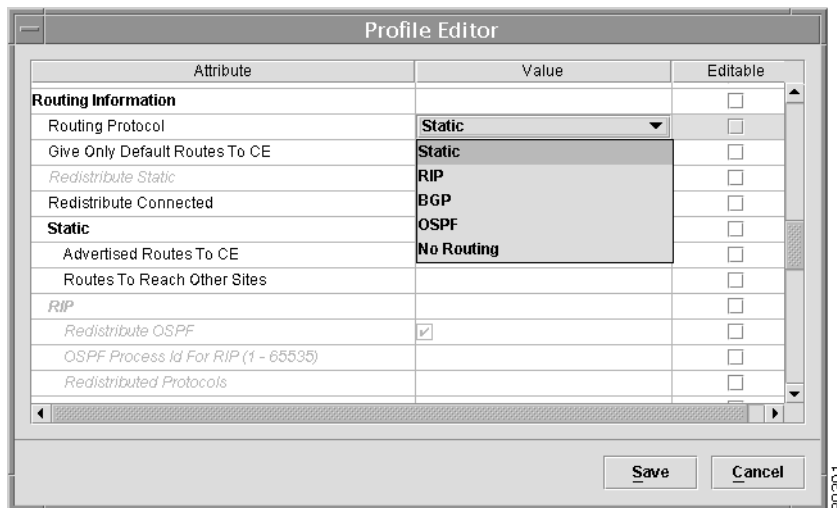 Profile Editor
Attribute Value Editable
Routing Information
Routing Protocol Static
Give Only Default Routes To CE Static
Redistribute Static RIP
Redistribute Connected BGP
Static OSPF
Advertised Routes To CE No Routing
Routes To Reach Other Sites
RIP
Redistribute OSPF
OSPF Process Id For RIP (1 - 65535)
Redistributed Protocols
Save Cancel